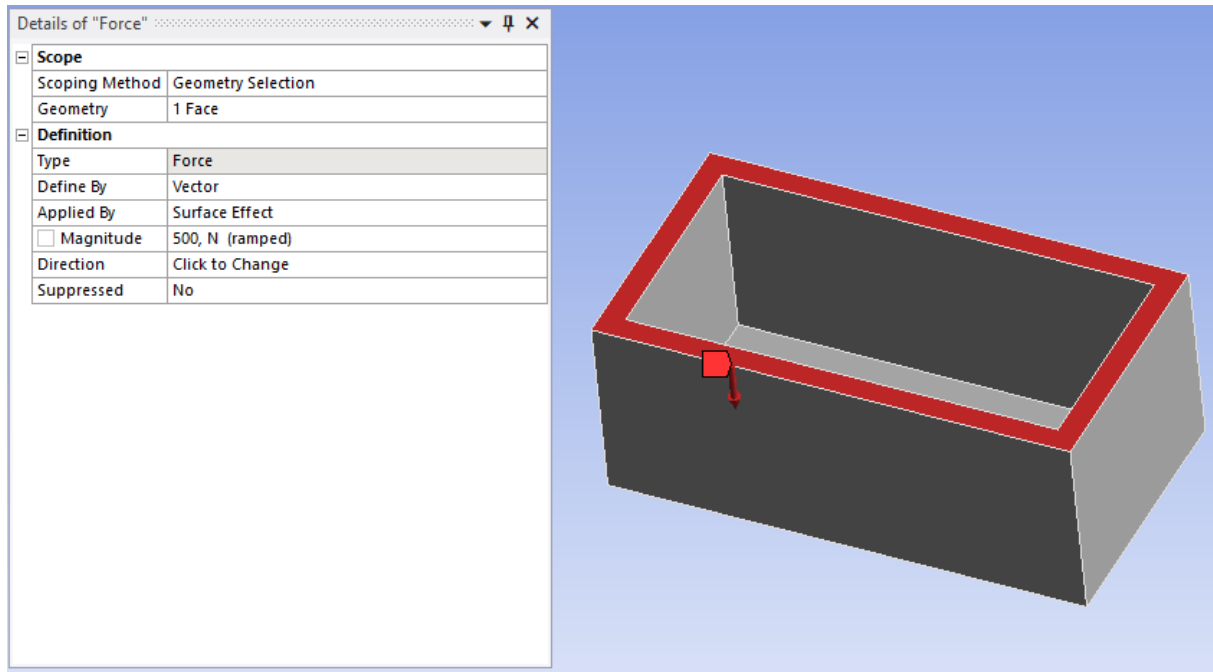 Details of "Force"
Scope
Scoping Method Geometry Selection
Geometry 1 Face
Definition
Type Force
Define By Vector
Applied By Surface Effect
Magnitude 500, N (ramped)
Direction Click to Change
Suppressed No